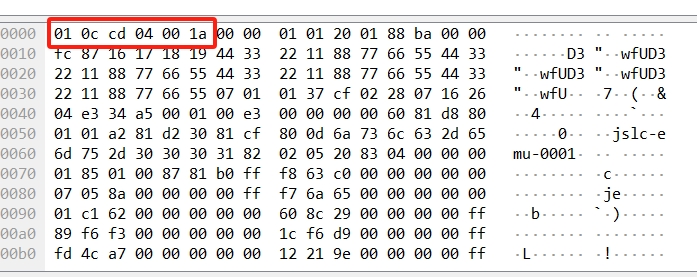 0000 01 0c cd 04 00 1a 00 00 01 01 20 01 88 ba 00 00 ········ ·· ·····
0010 fc 87 16 17 18 19 44 33 22 11 88 77 66 55 44 33 ······D3 "··wfUD3
0020 22 11 88 77 66 55 44 33 22 11 88 77 66 55 44 33 "··wfUD3 "··wfUD3
0030 22 11 88 77 66 55 07 01 01 37 cf 02 28 07 16 26 "··wfU·· ·7··(··&
0040 04 e3 34 a5 00 01 00 e3 00 00 00 00 60 81 d8 80 ··4····· ····`···
0050 01 01 a2 81 d2 30 81 cf 80 0d 6a 73 6c 63 2d 65 ·····0·· ··jslc-e
0060 6d 75 2d 30 30 30 31 82 02 05 20 83 04 00 00 00 mu-0001· ·· ·····
0070 01 85 01 00 87 81 b0 ff f8 63 c0 00 00 00 00 00 ········ ·c······
0080 07 05 8a 00 00 00 00 ff f7 6a 65 00 00 00 00 00 ········ ·je·····
0090 01 c1 62 00 00 00 00 00 60 8c 29 00 00 00 00 ff ··b····· `·)·····
00a0 89 f6 f3 00 00 00 00 00 1c f6 d9 00 00 00 00 ff ········ ········
00b0 fd 4c a7 00 00 00 00 00 12 21 9e 00 00 00 00 ff ·L······ ·!······